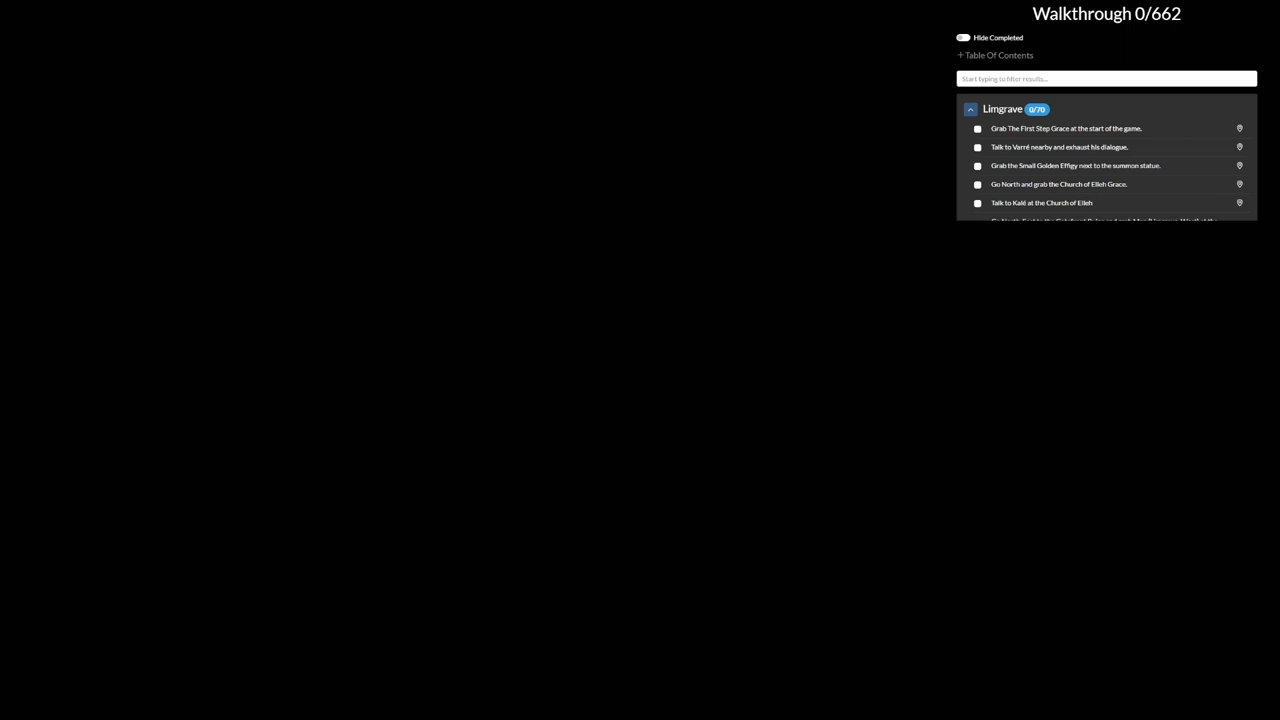 Walkthrough 0/662
Hide Completed
+Table Of Contents
Start typing to filter results...
Limgrave 0/70
Grab The First Step Grace at the start of the game.
Talk to Varré nearby and exhaust his dialogue.
Grab the Small Golden Effigy next to the summon statue.
Go North and grab the Church of Elleh Grace.
Talk to Kalé at the Church of Elleh